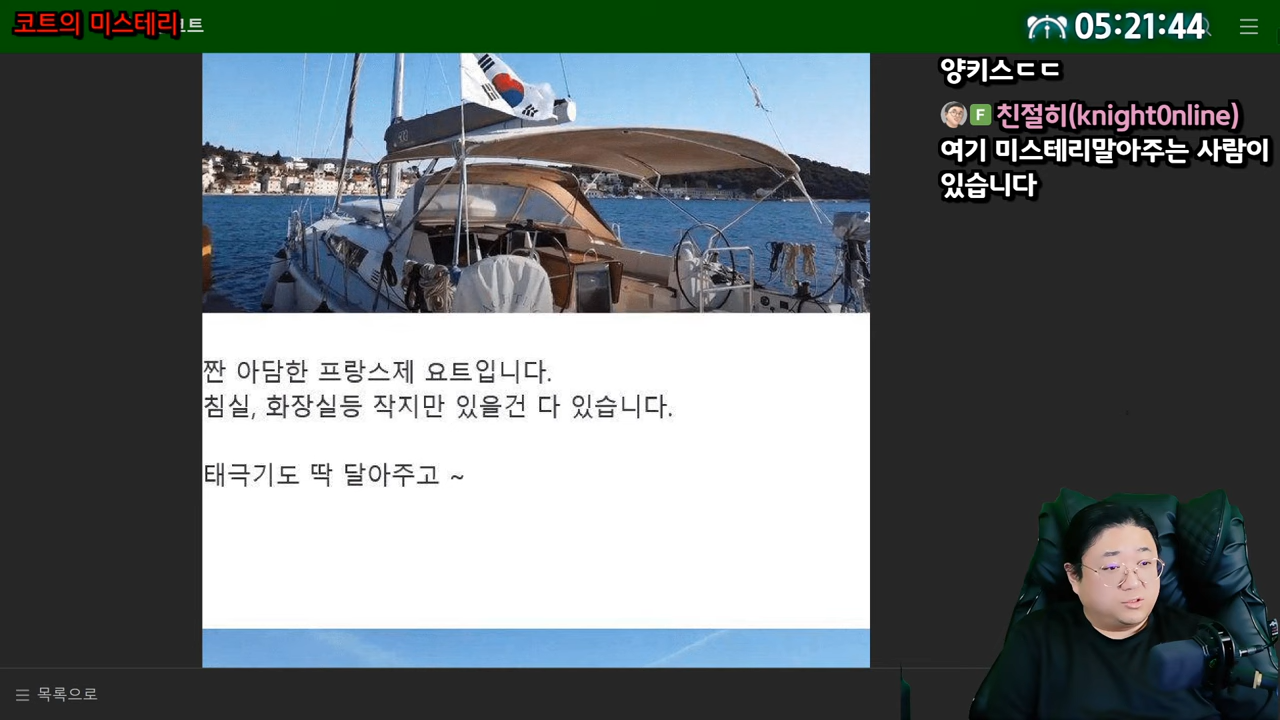 코트의 미스테리
05:21:44
양키스ㄷㄷ
F 친절히(knight0nline)
여기 미스테리말아주는 사람이
있습니다
짠 아담한 프랑스제 요트입니다.
침실, 화장실등 작지만 있을건 다 있습니다.
태극기도 딱 달아주고 ~
목록으로